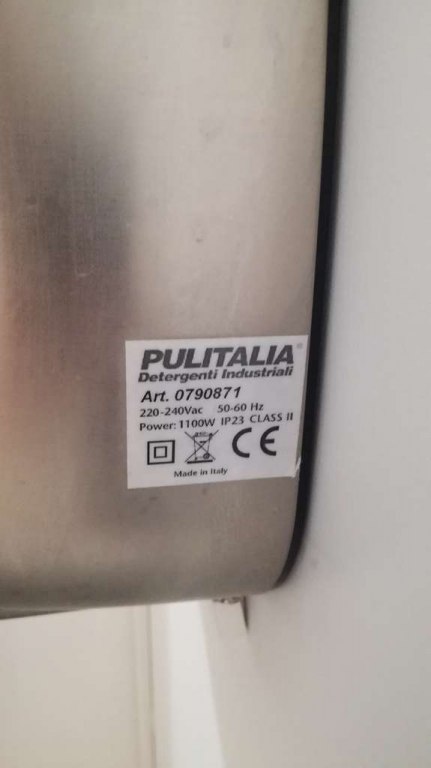 PULITALIA®
Detergenti Industriali
Art. 0790871
220-240Vac 50-60 Hz
Power: 1100W IP23 CLASS II
CE
Made in Italy